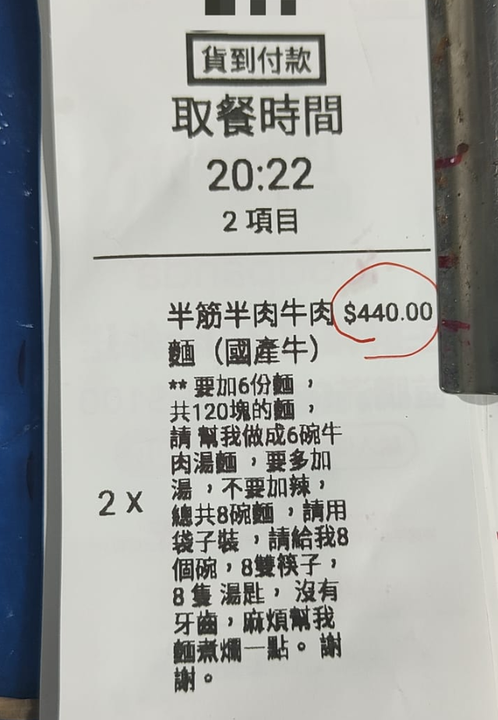 貨到付款
取餐時間
20:22
2 項目
半筋半肉牛肉 $440.00
麵（國產牛）
** 要加6份麵，
共120塊的麵，
請 幫我做成6碗牛
肉湯麵，要多加
湯 ，不要加辣，
2 X 總共8碗麵，請用
袋子裝，請給我8
個碗，8雙筷子，
8 隻 湯匙， 沒有
牙齒，麻煩幫我
麵煮爛一點。 謝
謝。